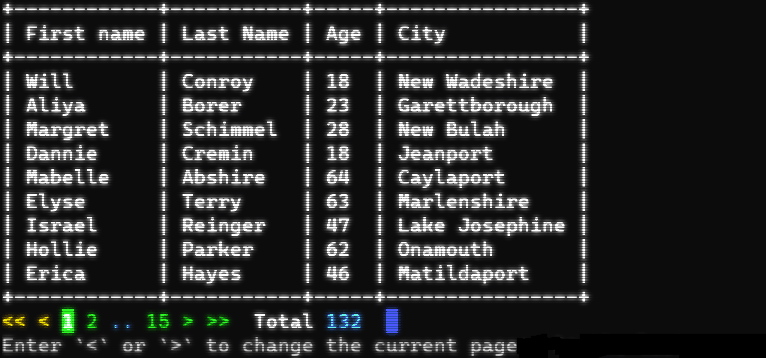 First name Last Name Age City
Will Conroy 18 New Wadeshire
Aliya Borer 23 Garettborough
Margret Schimmel 28 New Bulah
Dannie Cremin 18 Jeanport
Mabelle Abshire 64 Caylaport
Elyse Terry 63 Marlenshire
Israel Reinger 47 Lake Josephine
Hollie Parker 62 Onamouth
Erica Hayes 46 Matildaport
<< < 1 2 .. 15 > >> Total 132
Enter `<` or `>` to change the current page